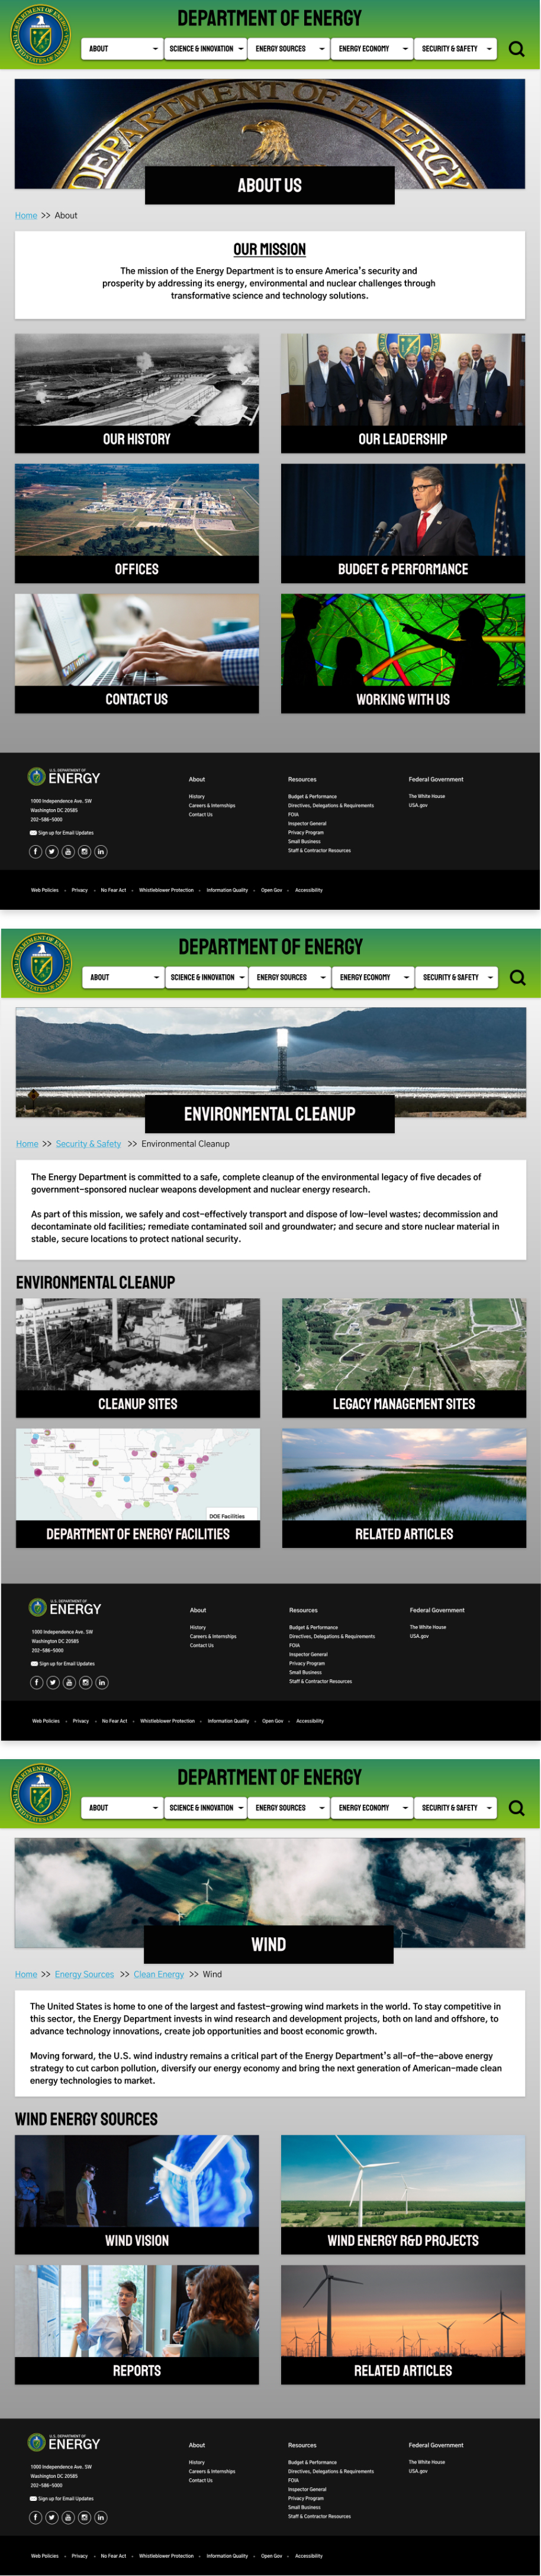 DEPARTMENT OF ENERGY
ABOUT SCIENCE & INNOVATION ENERGY SOURCES ENERGY ECONOMY SECURITY & SAFETY
DEPARTMENT OF ENERGY
ABOUT US
Home >> About
OUR MISSION
The mission of the Energy Department is to ensure America's security and
prosperity by addressing its energy, environmental and nuclear challenges through
transformative science and technology solutions.
OUR HISTORY OUR LEADERSHIP
OFFICES BUDGET & PERFORMANCE
CONTACT US WORKING WITH US
U.S. DEPARTMENT OF
ENERGY
About Resources Federal Government
1000 Independence Ave. SW
Washington DC 20585
202-586-5000
Sign up for Email Updates
History
Careers & Internships
Contact Us
Budget & Performance
Directives, Delegations & Requirements
FOIA
Inspector General
Privacy Program
Small Business
Staff & Contractor Resources
The White House
USA.gov
Web Policies • Privacy • No Fear Act • Whistleblower Protection • Information Quality • Open Gov • Accessibility
DEPARTMENT OF ENERGY
ABOUT SCIENCE & INNOVATION ENERGY SOURCES ENERGY ECONOMY SECURITY & SAFETY
ENVIRONMENTAL CLEANUP
Home >> Security & Safety >> Environmental Cleanup
The Energy Department is committed to a safe, complete cleanup of the environmental legacy of five decades of
government-sponsored nuclear weapons development and nuclear energy research.
As part of this mission, we safely and cost-effectively transport and dispose of low-level wastes; decommission and
decontaminate old facilities; remediate contaminated soil and groundwater; and secure and store nuclear material in
stable, secure locations to protect national security.
ENVIRONMENTAL CLEANUP
CLEANUP SITES LEGACY MANAGEMENT SITES
DOE Facilities
DEPARTMENT OF ENERGY FACILITIES RELATED ARTICLES
U.S. DEPARTMENT OF
ENERGY
About Resources Federal Government
1000 Independence Ave. SW
Washington DC 20585
202-586-5000
Sign up for Email Updates
History
Careers & Internships
Contact Us
Budget & Performance
Directives, Delegations & Requirements
FOIA
Inspector General
Privacy Program
Small Business
Staff & Contractor Resources
The White House
USA.gov
Web Policies • Privacy • No Fear Act • Whistleblower Protection • Information Quality • Open Gov • Accessibility
DEPARTMENT OF ENERGY
ABOUT SCIENCE & INNOVATION ENERGY SOURCES ENERGY ECONOMY SECURITY & SAFETY
WIND
Home >> Energy Sources >> Clean Energy >> Wind
The United States is home to one of the largest and fastest-growing wind markets in the world. To stay competitive in
this sector, the Energy Department invests in wind research and development projects, both on land and offshore, to
advance technology innovations, create job opportunities and boost economic growth.
Moving forward, the U.S. wind industry remains a critical part of the Energy Department's all-of-the-above energy
strategy to cut carbon pollution, diversify our energy economy and bring the next generation of American-made clean
energy technologies to market.
WIND ENERGY SOURCES
WIND VISION WIND ENERGY R&D PROJECTS
REPORTS RELATED ARTICLES
U.S. DEPARTMENT OF
ENERGY
About Resources Federal Government
1000 Independence Ave. SW
Washington DC 20585
202-586-5000
Sign up for Email Updates
History
Careers & Internships
Contact Us
Budget & Performance
Directives, Delegations & Requirements
FOIA
Inspector General
Privacy Program
Small Business
Staff & Contractor Resources
The White House
USA.gov
Web Policies • Privacy • No Fear Act • Whistleblower Protection • Information Quality • Open Gov • Accessibility